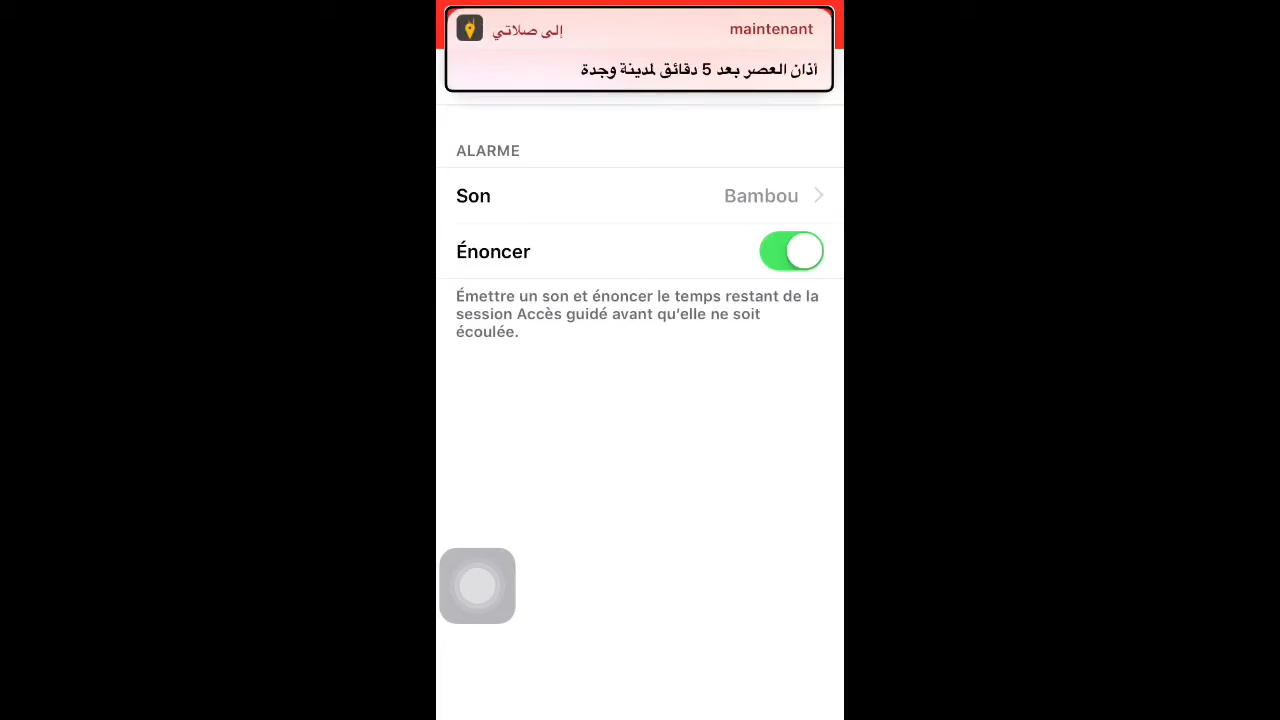 إلى صلاتي
maintenant
أذان العصر بعد 5 دقائق لمدينة وجدة
ALARME
Son
Bambou
Énoncer
Émettre un son et énoncer le temps restant de la
session Accès guidé avant qu'elle ne soit
écoulée.